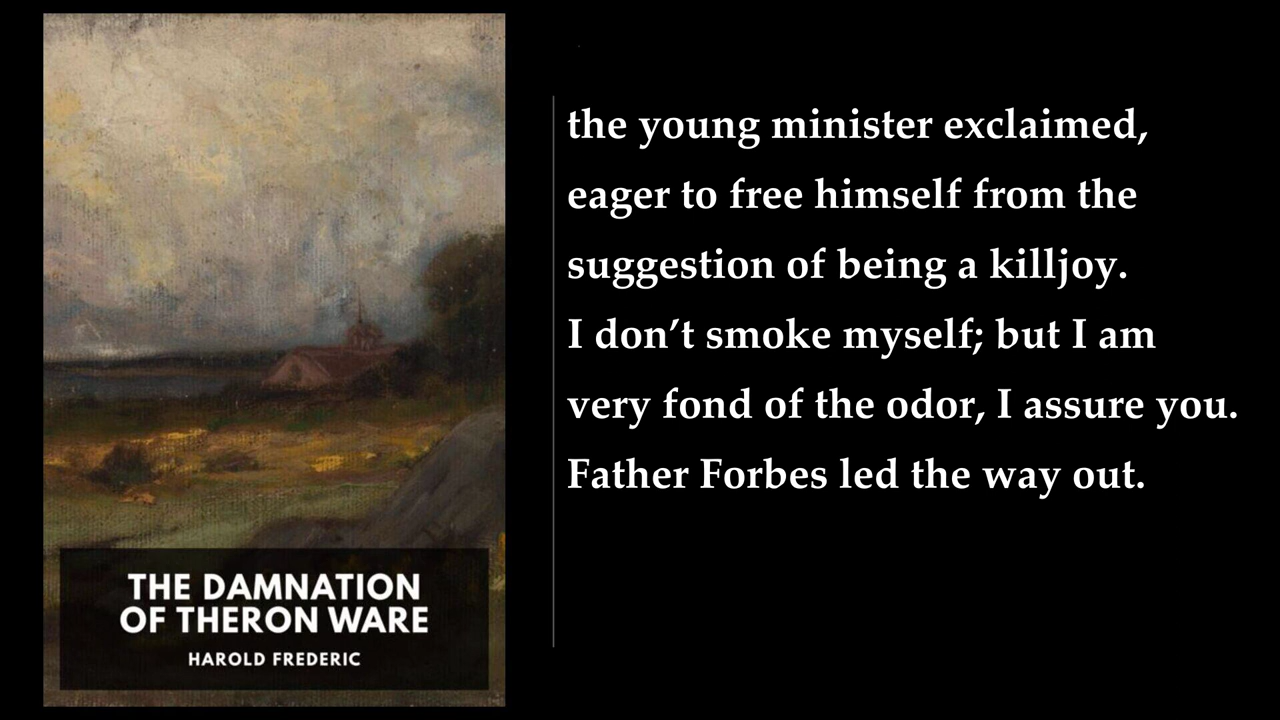 the young minister exclaimed,
eager to free himself from the
suggestion of being a killjoy.
I don’t smoke myself; but I am
very fond of the odor, I assure you.
Father Forbes led the way out.
THE DAMNATION
OF THERON WARE
HAROLD FREDERIC